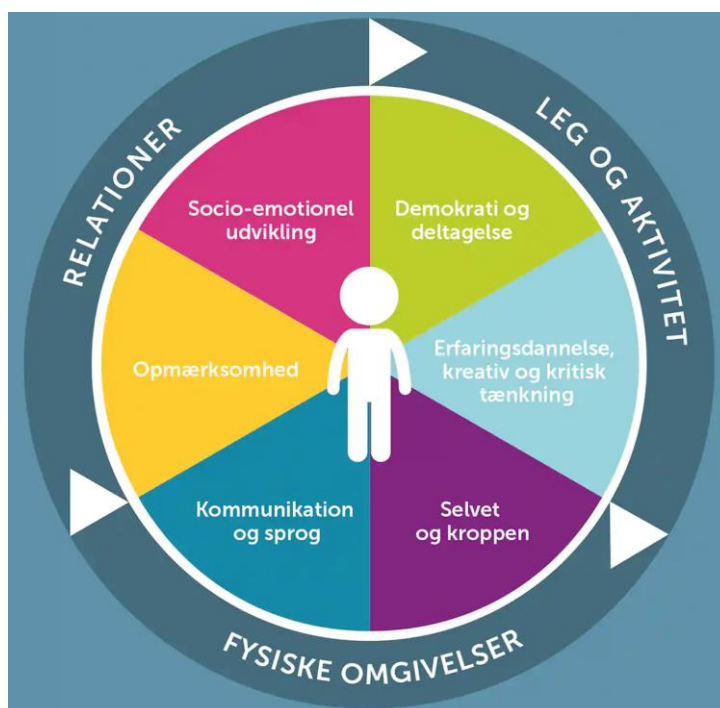 RELATIONER
LEG OG AKTIVITET
Socio-emotionel
udvikling
Demokrati og
deltagelse
Opmærksomhed
Erfaringsdannelse,
kreativ og kritisk
tænkning
Kommunikation
og sprog
Selvet
og kroppen
FYSISKE OMGIVELSER